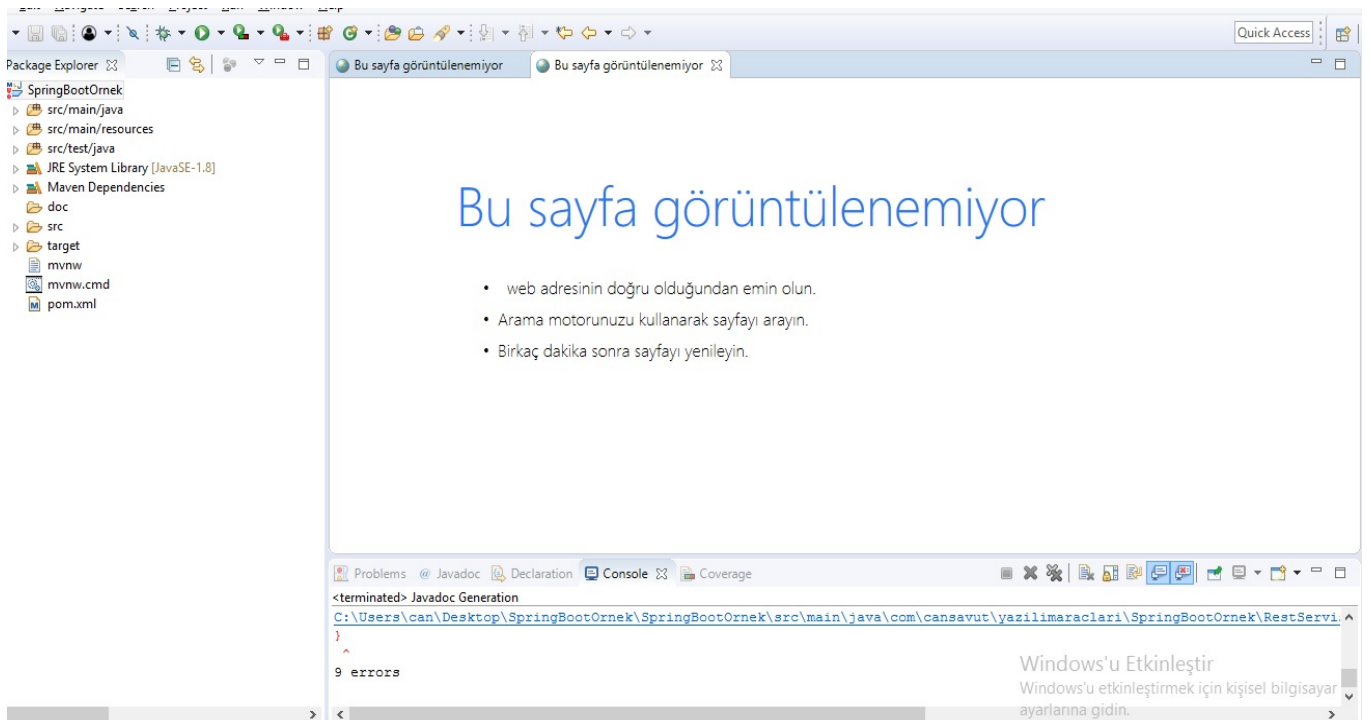 Quick Access
Package Explorer
Bu sayfa görüntülenemiyor
Bu sayfa görüntülenemiyor
SpringBootOrnek
src/main/java
src/main/resources
src/test/java
JRE System Library [JavaSE-1.8]
Maven Dependencies
doc
src
target
mvnw
mvnw.cmd
pom.xml
Bu sayfa görüntülenemiyor
• web adresinin doğru olduğundan emin olun.
• Arama motorunuzu kullanarak sayfayı arayın.
• Birkaç dakika sonra sayfayı yenileyin.
Problems @ Javadoc Declaration Console Coverage
<terminated> Javadoc Generation
C:\Users\can\Desktop\SpringBootOrnek\SpringBootOrnek\src\main\java\com\cansavut\yazilimaraclari\SpringBootOrnek\RestServi
}
^
9 errors
Windows'u Etkinleştir
Windows'u etkinleştirmek için kişisel bilgisayar
ayarlarına gidin.